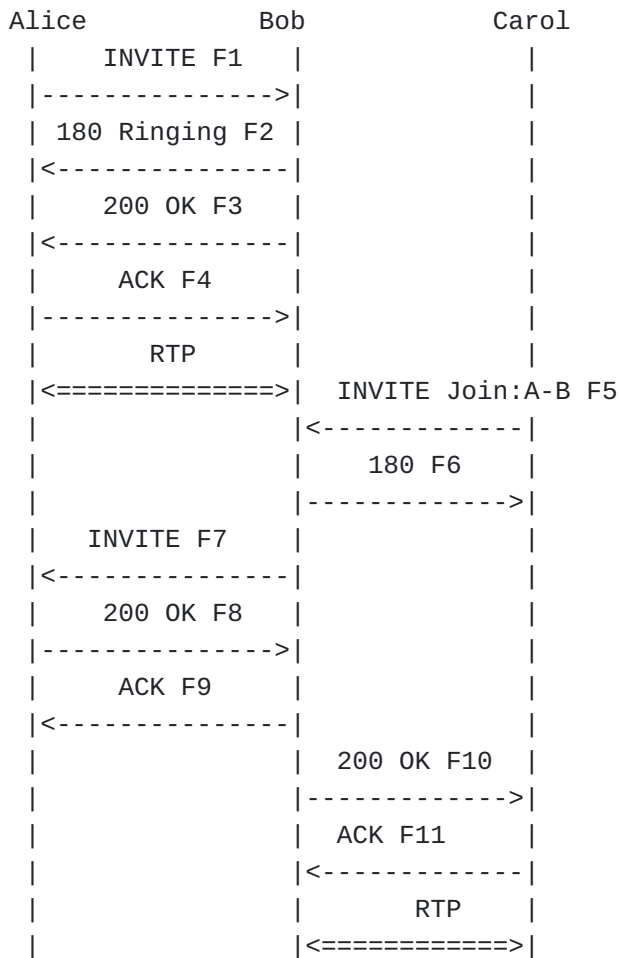 Alice Bob Carol
| INVITE F1 | |
|--------------->| |
| 180 Ringing F2 | |
|<---------------| |
| 200 OK F3 | |
|<---------------| |
| ACK F4 | |
|--------------->| |
| RTP | |
|<==============>| INVITE Join:A-B F5
| |<-------------|
| | 180 F6 |
| |------------->|
| INVITE F7 | |
|<---------------| |
| 200 OK F8 | |
|--------------->| |
| ACK F9 | |
|<---------------| |
| | 200 OK F10 |
| |------------->|
| | ACK F11 |
| |<-------------|
| | RTP |
| |<============>|